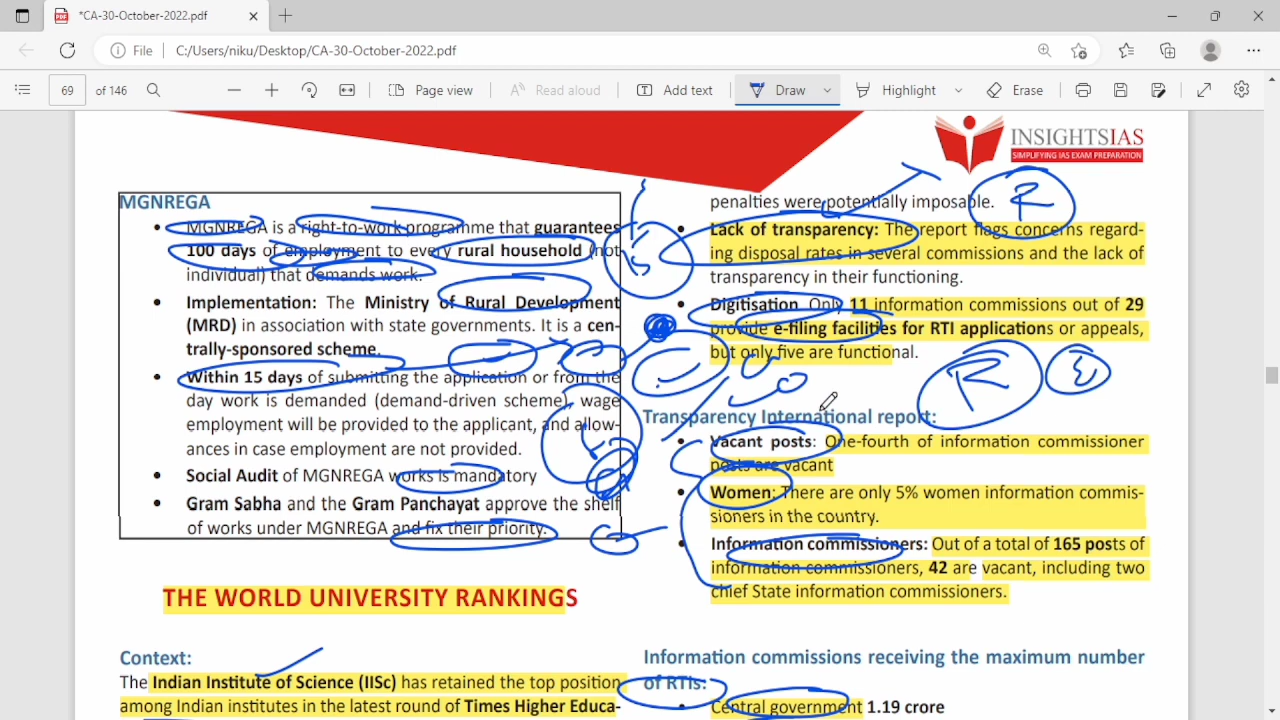 *CA-30-October-2022.pdf
File
C:/Users/niku/Desktop/CA-30-October-2022.pdf
69 of 146
Page view
Read aloud
Add text
Draw
Highlight
Erase
INSIGHTSIAS
SIMPLIFYING IAS EXAM PREPARATION
MGNREGA
• MGNREGA is a right-to-work programme that guarantees
100 days of employment to every rural household (not
individual) that demands work.
• Implementation: The Ministry of Rural Development
(MRD) in association with state governments. It is a cen-
trally-sponsored scheme.
• Within 15 days of submitting the application or from the
day work is demanded (demand-driven scheme), wage
employment will be provided to the applicant, and allow-
ances in case employment are not provided.
• Social Audit of MGNREGA works is mandatory
• Gram Sabha and the Gram Panchayat approve the shelf
of works under MGNREGA and fix their priority.
THE WORLD UNIVERSITY RANKINGS
Context:
The Indian Institute of Science (IISc) has retained the top position
among Indian institutes in the latest round of Times Higher Educa-
penalties were potentially imposable.
R
• Lack of transparency: The report flags concerns regard-
ing disposal rates in several commissions and the lack of
transparency in their functioning.
• Digitisation Only 11 information commissions out of 29
provide e-filing facilities for RTI applications or appeals,
but only five are functional.
R
Transparency International report:
• Vacant posts: One-fourth of information commissioner
posts are vacant
• Women: There are only 5% women information commis-
sioners in the country.
• Information commissioners: Out of a total of 165 posts of
information commissioners, 42 are vacant, including two
chief State information commissioners.
Information commissions receiving the maximum number
of RTIs:
• Central government 1.19 crore